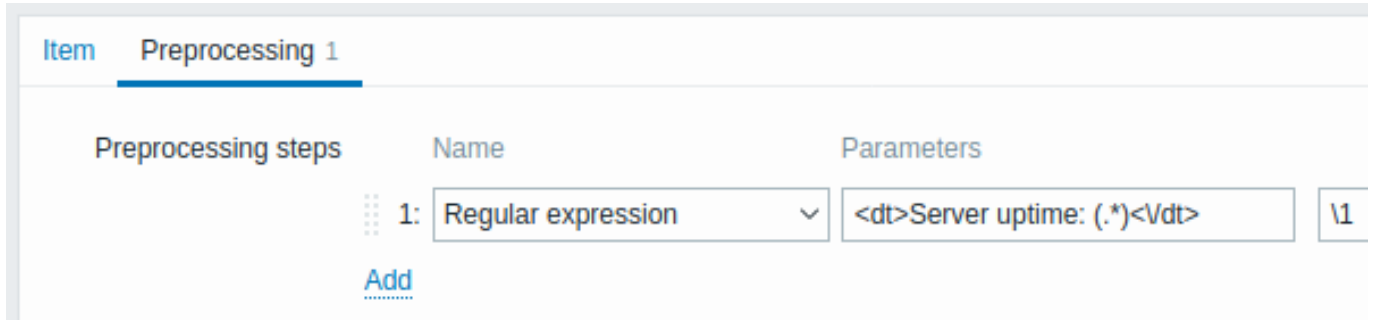 Item Preprocessing 1
Preprocessing steps Name Parameters
1: Regular expression <dt>Server uptime: (.*)<\/dt> \1
Add